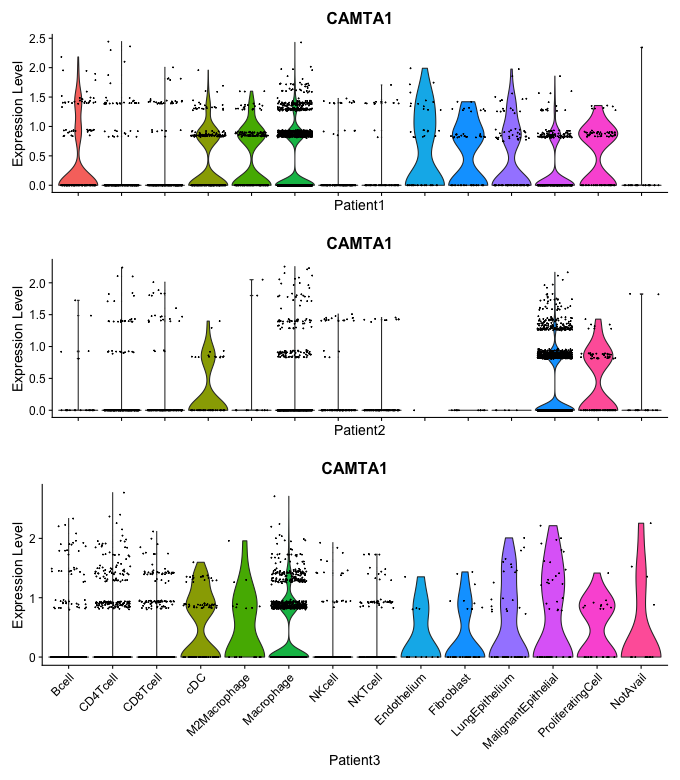 CAMTA1
Expression Level
2.5
2.0
1.5
1.0
0.5
0.0
Patient1
CAMTA1
Expression Level
2.0
1.5
1.0
0.5
0.0
Patient2
CAMTA1
Expression Level
2
1
0
Bcell
CD4Tcell
CD8Tcell
cDC
M2Macrophage
Macrophage
NKcell
NKTcell
Endothelium
Fibroblast
LungEpithelium
MalignantEpithelial
ProliferatingCell
NotAvail
Patient3